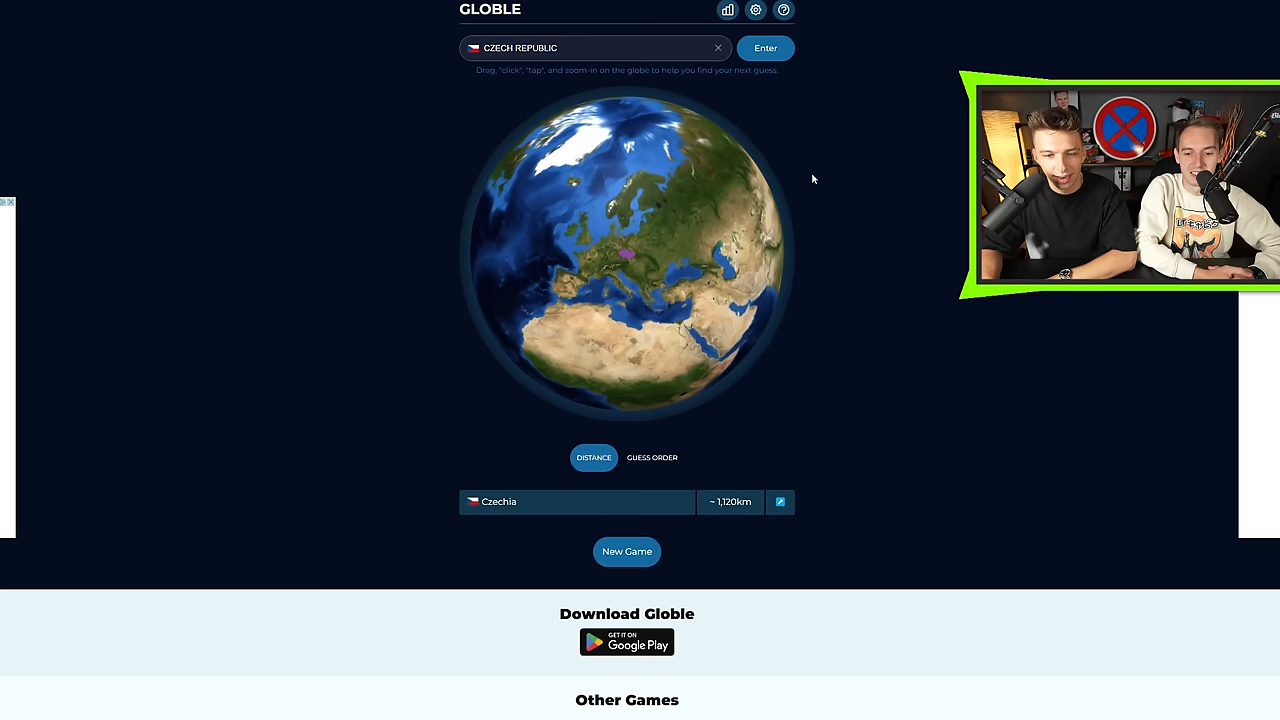 GLOBLE
CZECH REPUBLIC
Enter
Drag, "click", "tap", and zoom-in on the globe to help you find your next guess.
DISTANCE
GUESS ORDER
Czechia
~ 1,120km
New Game
Download Globle
GET IT ON
Google Play
Other Games